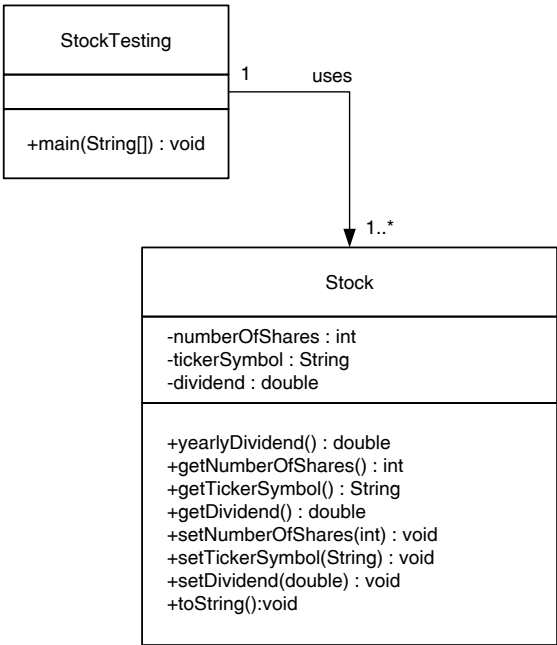 StockTesting
1
uses
+main(String[]) : void
1..*
Stock
-numberOfShares : int
-tickerSymbol : String
-dividend : double
+yearlyDividend() : double
+getNumberOfShares() : int
+getTickerSymbol() : String
+getDividend() : double
+setNumberOfShares(int) : void
+setTickerSymbol(String) : void
+setDividend(double) : void
+toString():void